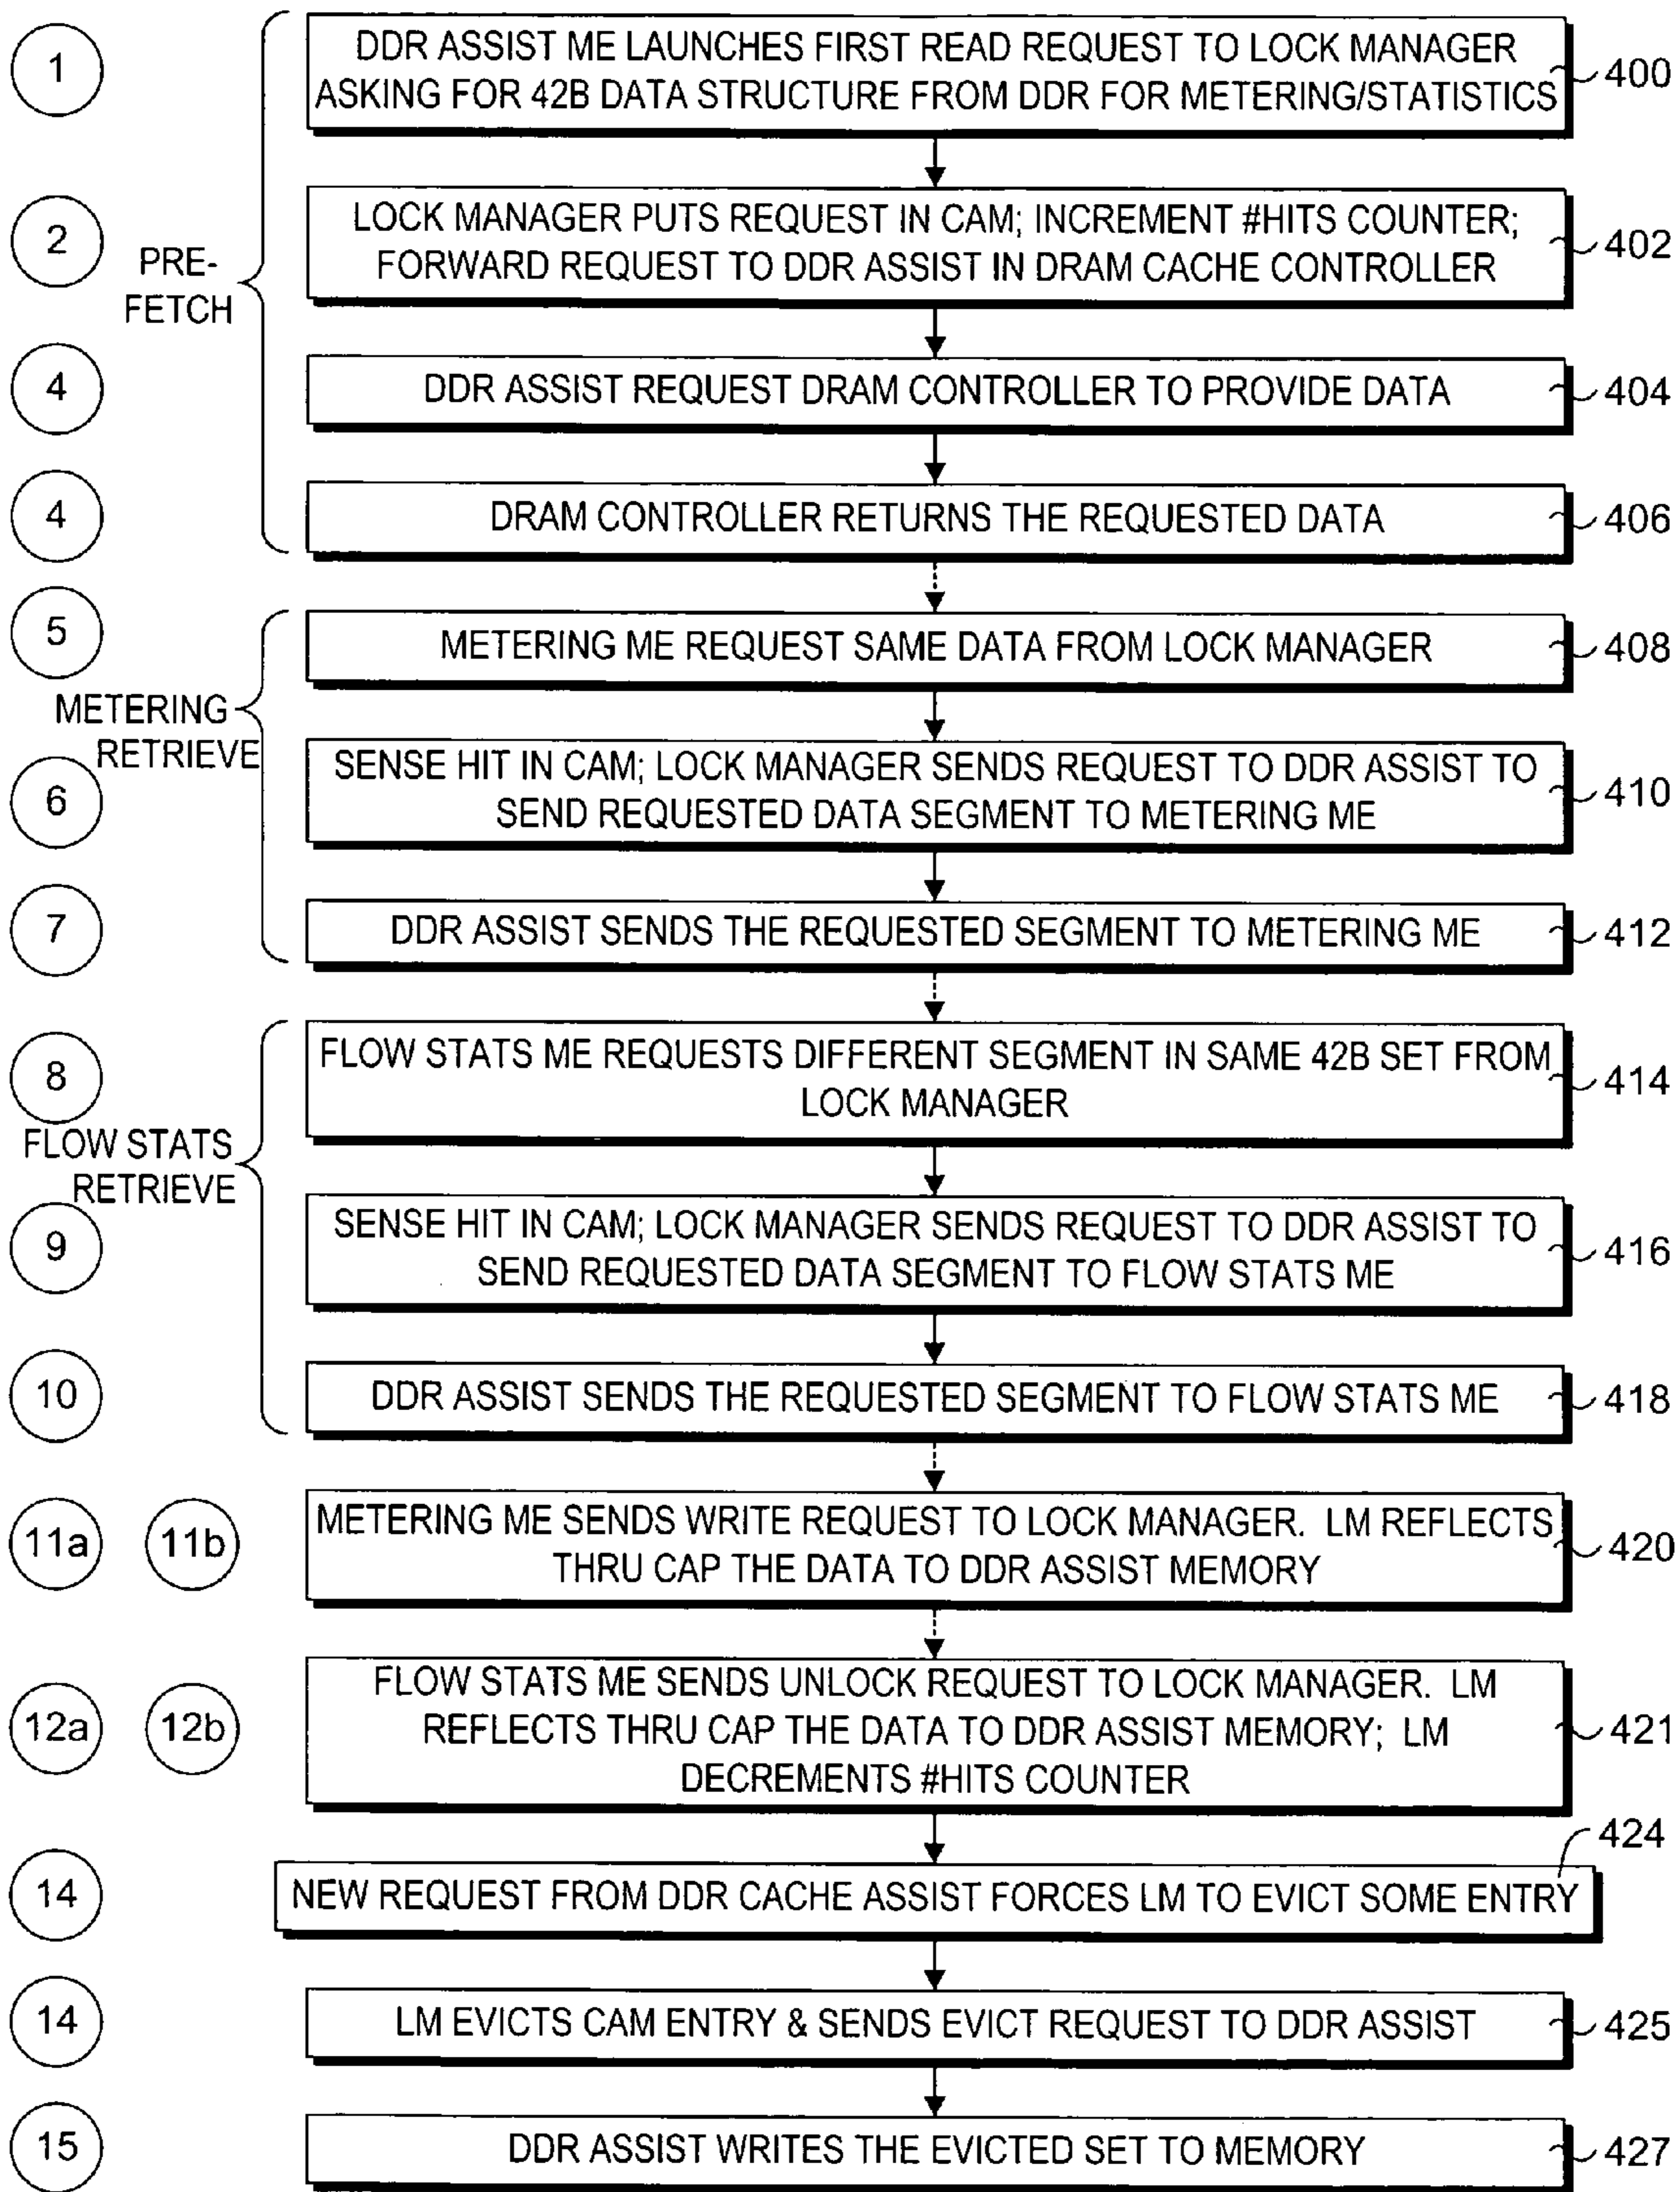 1
DDR ASSIST ME LAUNCHES FIRST READ REQUEST TO LOCK MANAGER
ASKING FOR 42B DATA STRUCTURE FROM DDR FOR METERING/STATISTICS
400
2
PRE-
FETCH
LOCK MANAGER PUTS REQUEST IN CAM; INCREMENT #HITS COUNTER;
FORWARD REQUEST TO DDR ASSIST IN DRAM CACHE CONTROLLER
402
4
DDR ASSIST REQUEST DRAM CONTROLLER TO PROVIDE DATA
404
4
DRAM CONTROLLER RETURNS THE REQUESTED DATA
406
5
METERING ME REQUEST SAME DATA FROM LOCK MANAGER
408
METERING
RETRIEVE
6
SENSE HIT IN CAM; LOCK MANAGER SENDS REQUEST TO DDR ASSIST TO
SEND REQUESTED DATA SEGMENT TO METERING ME
410
7
DDR ASSIST SENDS THE REQUESTED SEGMENT TO METERING ME
412
8
FLOW STATS ME REQUESTS DIFFERENT SEGMENT IN SAME 42B SET FROM
LOCK MANAGER
414
FLOW STATS
RETRIEVE
9
SENSE HIT IN CAM; LOCK MANAGER SENDS REQUEST TO DDR ASSIST TO
SEND REQUESTED DATA SEGMENT TO FLOW STATS ME
416
10
DDR ASSIST SENDS THE REQUESTED SEGMENT TO FLOW STATS ME
418
11a 11b
METERING ME SENDS WRITE REQUEST TO LOCK MANAGER. LM REFLECTS
THRU CAP THE DATA TO DDR ASSIST MEMORY
420
12a 12b
FLOW STATS ME SENDS UNLOCK REQUEST TO LOCK MANAGER. LM
REFLECTS THRU CAP THE DATA TO DDR ASSIST MEMORY; LM
DECREMENTS #HITS COUNTER
421
424
14
NEW REQUEST FROM DDR CACHE ASSIST FORCES LM TO EVICT SOME ENTRY
14
LM EVICTS CAM ENTRY & SENDS EVICT REQUEST TO DDR ASSIST
425
15
DDR ASSIST WRITES THE EVICTED SET TO MEMORY
427